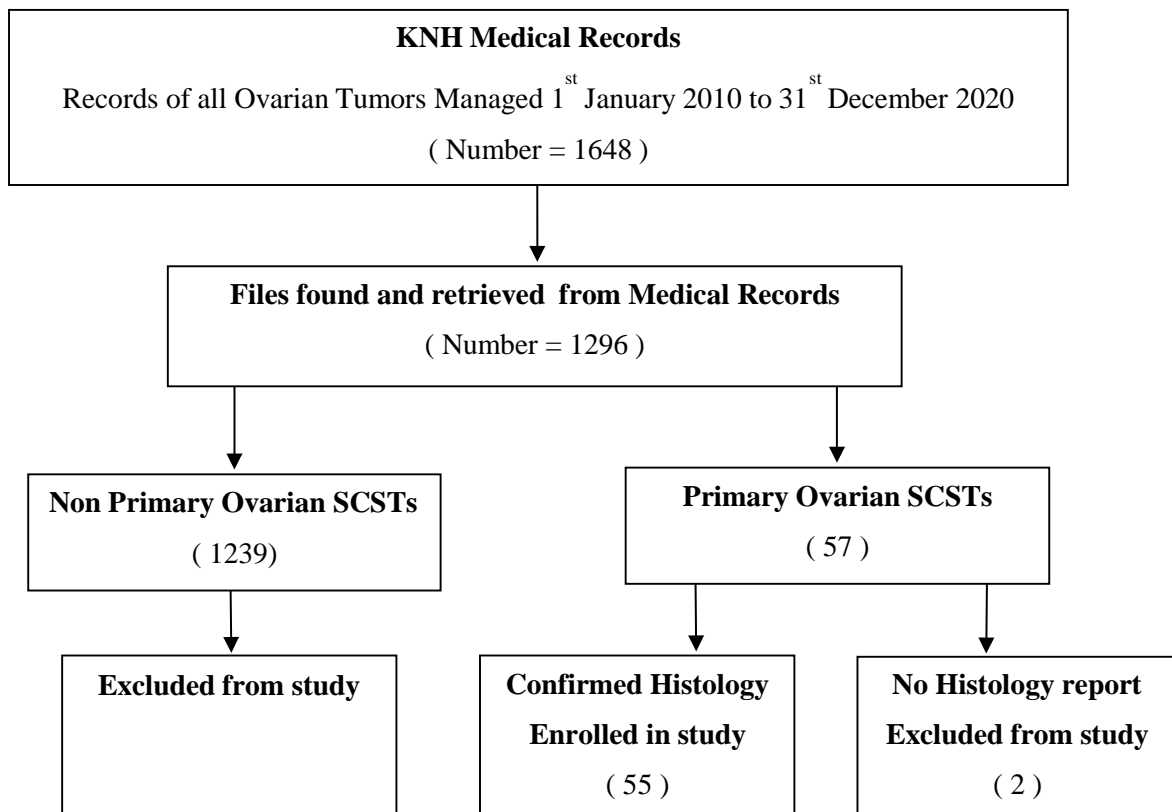 KNH Medical Records
Records of all Ovarian Tumors Managed 1st January 2010 to 31st December 2020
( Number = 1648 )
Files found and retrieved from Medical Records
( Number = 1296 )
Non Primary Ovarian SCSTs
( 1239)
Primary Ovarian SCSTs
( 57 )
Excluded from study
Confirmed Histology
Enrolled in study
( 55 )
No Histology report
Excluded from study
( 2 )